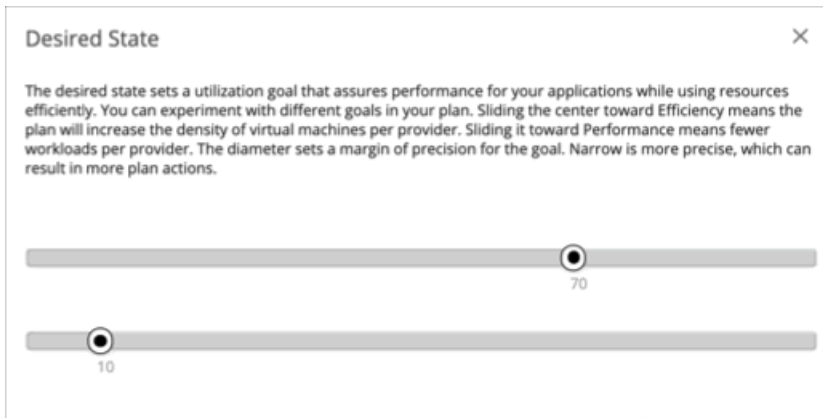 Desired State
The desired state sets a utilization goal that assures performance for your applications while using resources
efficiently. You can experiment with different goals in your plan. Sliding the center toward Efficiency means the
plan will increase the density of virtual machines per provider. Sliding it toward Performance means fewer
workloads per provider. The diameter sets a margin of precision for the goal. Narrow is more precise, which can
result in more plan actions.
70
10